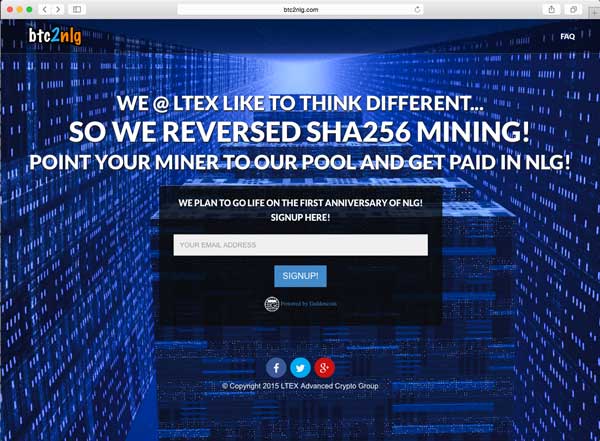 btc2nlg.com
btc2nlg
FAQ
WE @ LTEX LIKE TO THINK DIFFERENT...
SO WE REVERSED SHA256 MINING!
POINT YOUR MINER TO OUR POOL AND GET PAID IN NLG!
WE PLAN TO GO LIFE ON THE FIRST ANNIVERSARY OF NLG!
SIGNUP HERE!
YOUR EMAIL ADDRESS
SIGNUP!
Powered by Guldencoin
© Copyright 2015 LTEX Advanced Crypto Group